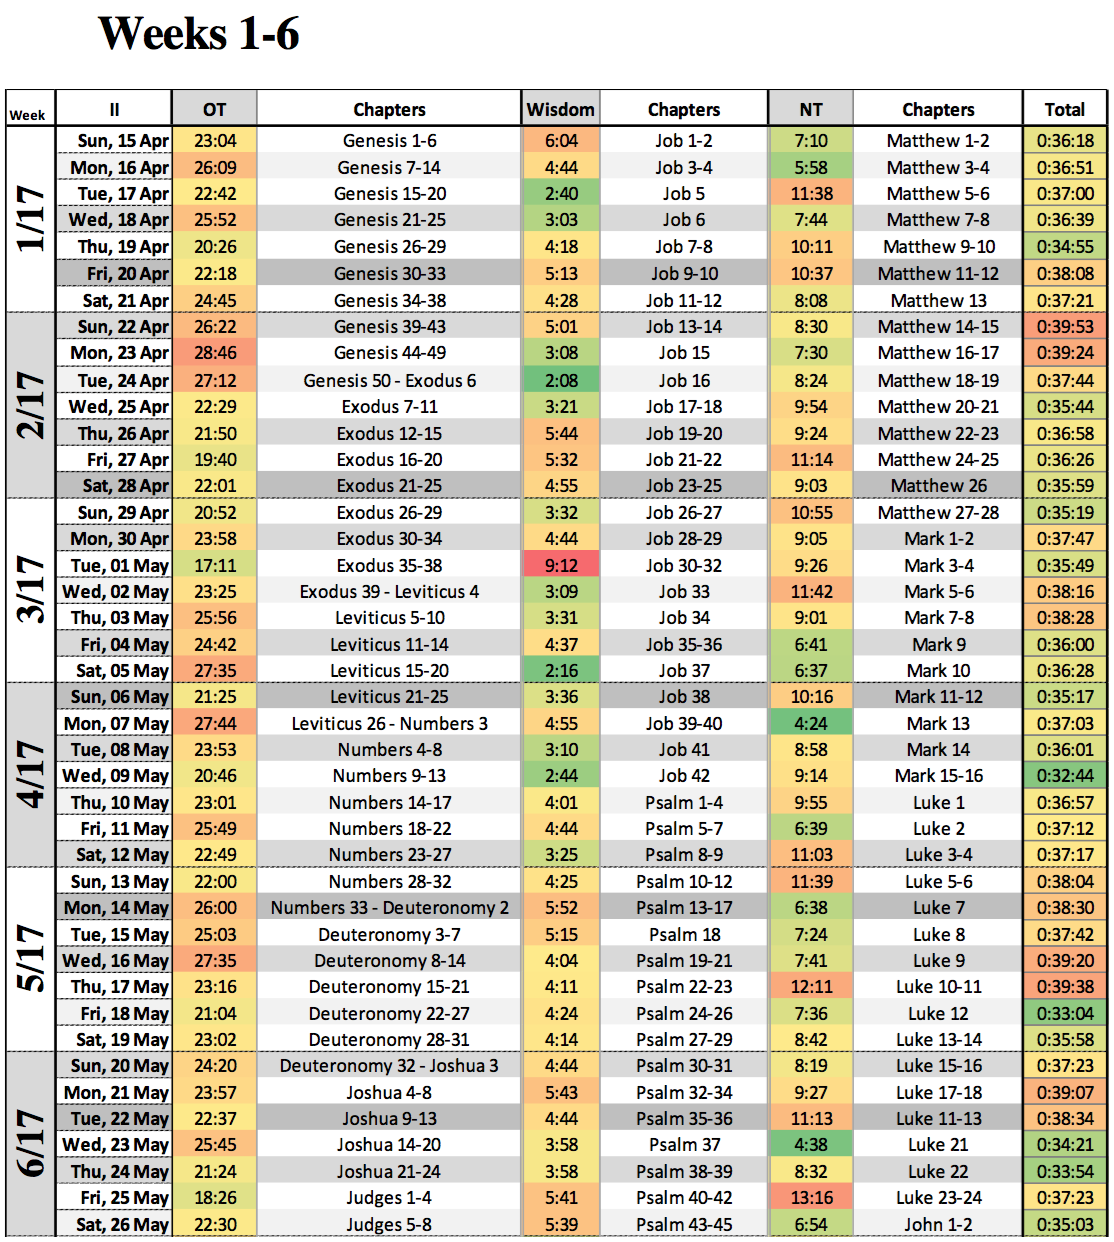 Weeks 1-6
Week II OT Chapters Wisdom Chapters NT Chapters Total
1/17
Sun, 15 Apr 23:04 Genesis 1-6 6:04 Job 1-2 7:10 Matthew 1-2 0:36:18
Mon, 16 Apr 26:09 Genesis 7-14 4:44 Job 3-4 5:58 Matthew 3-4 0:36:51
Tue, 17 Apr 22:42 Genesis 15-20 2:40 Job 5 11:38 Matthew 5-6 0:37:00
Wed, 18 Apr 25:52 Genesis 21-25 3:03 Job 6 7:44 Matthew 7-8 0:36:39
Thu, 19 Apr 20:26 Genesis 26-29 4:18 Job 7-8 10:11 Matthew 9-10 0:34:55
Fri, 20 Apr 22:18 Genesis 30-33 5:13 Job 9-10 10:37 Matthew 11-12 0:38:08
Sat, 21 Apr 24:45 Genesis 34-38 4:28 Job 11-12 8:08 Matthew 13 0:37:21
2/17
Sun, 22 Apr 26:22 Genesis 39-43 5:01 Job 13-14 8:30 Matthew 14-15 0:39:53
Mon, 23 Apr 28:46 Genesis 44-49 3:08 Job 15 7:30 Matthew 16-17 0:39:24
Tue, 24 Apr 27:12 Genesis 50 - Exodus 6 2:08 Job 16 8:24 Matthew 18-19 0:37:44
Wed, 25 Apr 22:29 Exodus 7-11 3:21 Job 17-18 9:54 Matthew 20-21 0:35:44
Thu, 26 Apr 21:50 Exodus 12-15 5:44 Job 19-20 9:24 Matthew 22-23 0:36:58
Fri, 27 Apr 19:40 Exodus 16-20 5:32 Job 21-22 11:14 Matthew 24-25 0:36:26
Sat, 28 Apr 22:01 Exodus 21-25 4:55 Job 23-25 9:03 Matthew 26 0:35:59
3/17
Sun, 29 Apr 20:52 Exodus 26-29 3:32 Job 26-27 10:55 Matthew 27-28 0:35:19
Mon, 30 Apr 23:58 Exodus 30-34 4:44 Job 28-29 9:05 Mark 1-2 0:37:47
Tue, 01 May 17:11 Exodus 35-38 9:12 Job 30-32 9:26 Mark 3-4 0:35:49
Wed, 02 May 23:25 Exodus 39 - Leviticus 4 3:09 Job 33 11:42 Mark 5-6 0:38:16
Thu, 03 May 25:56 Leviticus 5-10 3:31 Job 34 9:01 Mark 7-8 0:38:28
Fri, 04 May 24:42 Leviticus 11-14 4:37 Job 35-36 6:41 Mark 9 0:36:00
Sat, 05 May 27:35 Leviticus 15-20 2:16 Job 37 6:37 Mark 10 0:36:28
4/17
Sun, 06 May 21:25 Leviticus 21-25 3:36 Job 38 10:16 Mark 11-12 0:35:17
Mon, 07 May 27:44 Leviticus 26 - Numbers 3 4:55 Job 39-40 4:24 Mark 13 0:37:03
Tue, 08 May 23:53 Numbers 4-8 3:10 Job 41 8:58 Mark 14 0:36:01
Wed, 09 May 20:46 Numbers 9-13 2:44 Job 42 9:14 Mark 15-16 0:32:44
Thu, 10 May 23:01 Numbers 14-17 4:01 Psalm 1-4 9:55 Luke 1 0:36:57
Fri, 11 May 25:49 Numbers 18-22 4:44 Psalm 5-7 6:39 Luke 2 0:37:12
Sat, 12 May 22:49 Numbers 23-27 3:25 Psalm 8-9 11:03 Luke 3-4 0:37:17
5/17
Sun, 13 May 22:00 Numbers 28-32 4:25 Psalm 10-12 11:39 Luke 5-6 0:38:04
Mon, 14 May 26:00 Numbers 33 - Deuteronomy 2 5:52 Psalm 13-17 6:38 Luke 7 0:38:30
Tue, 15 May 25:03 Deuteronomy 3-7 5:15 Psalm 18 7:24 Luke 8 0:37:42
Wed, 16 May 27:35 Deuteronomy 8-14 4:04 Psalm 19-21 7:41 Luke 9 0:39:20
Thu, 17 May 23:16 Deuteronomy 15-21 4:11 Psalm 22-23 12:11 Luke 10-11 0:39:38
Fri, 18 May 21:04 Deuteronomy 22-27 4:24 Psalm 24-26 7:36 Luke 12 0:33:04
Sat, 19 May 23:02 Deuteronomy 28-31 4:14 Psalm 27-29 8:42 Luke 13-14 0:35:58
6/17
Sun, 20 May 24:20 Deuteronomy 32 - Joshua 3 4:44 Psalm 30-31 8:19 Luke 15-16 0:37:23
Mon, 21 May 23:57 Joshua 4-8 5:43 Psalm 32-34 9:27 Luke 17-18 0:39:07
Tue, 22 May 22:37 Joshua 9-13 4:44 Psalm 35-36 11:13 Luke 11-13 0:38:34
Wed, 23 May 25:45 Joshua 14-20 3:58 Psalm 37 4:38 Luke 21 0:34:21
Thu, 24 May 21:24 Joshua 21-24 3:58 Psalm 38-39 8:32 Luke 22 0:33:54
Fri, 25 May 18:26 Judges 1-4 5:41 Psalm 40-42 13:16 Luke 23-24 0:37:23
Sat, 26 May 22:30 Judges 5-8 5:39 Psalm 43-45 6:54 John 1-2 0:35:03